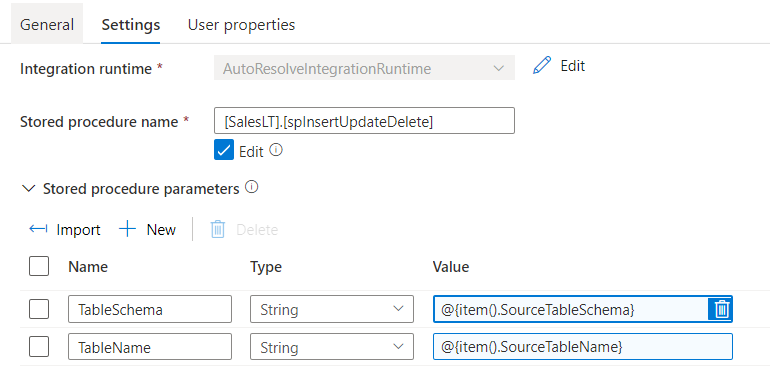 General Settings User properties
Integration runtime * AutoResolveIntegrationRuntime Edit
Stored procedure name * [SalesLT].[spInsertUpdateDelete]
Edit
Stored procedure parameters
Import New Delete
Name Type Value
TableSchema String @{item().SourceTableSchema}
TableName String @{item().SourceTableName}